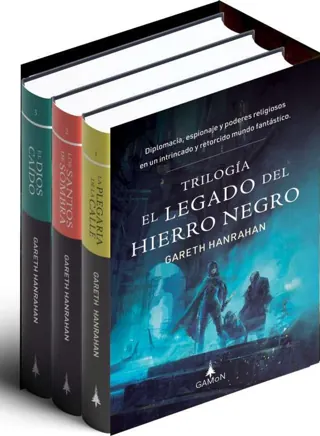 EL DIOS
CAÍDO
GARETH HANRAHAN
LOS SANTOS
DE SOMBRA
GARETH HANRAHAN
LA PLEGARIA
DE LA CALLE
GARETH HANRAHAN
Diplomacia, espionaje y poderes religiosos
en un intrincado y retorcido mundo fantástico.
TRILOGÍA
EL LEGADO DEL
HIERRO NEGRO
GARETH HANRAHAN
GAMON